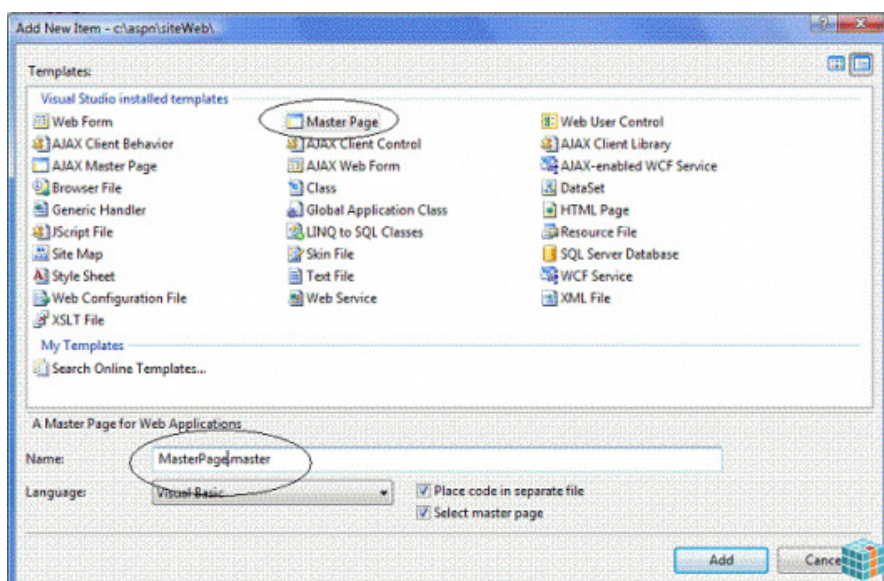 Add New Item - c:\aspn\siteWeb\
Templates:
Visual Studio installed templates
Web Form
Master Page
Web User Control
AJAX Client Behavior
AJAX Client Control
AJAX Client Library
AJAX Master Page
AJAX Web Form
AJAX-enabled WCF Service
Browser File
Class
DataSet
Generic Handler
Global Application Class
HTML Page
JScript File
LINQ to SQL Classes
Resource File
Site Map
Skin File
SQL Server Database
Style Sheet
Text File
WCF Service
Web Configuration File
Web Service
XML File
XSLT File
My Templates
Search Online Templates...
A Master Page for Web Applications
Name:
MasterPage.master
Language:
Visual Basic
Place code in separate file
Select master page
Add
Cance